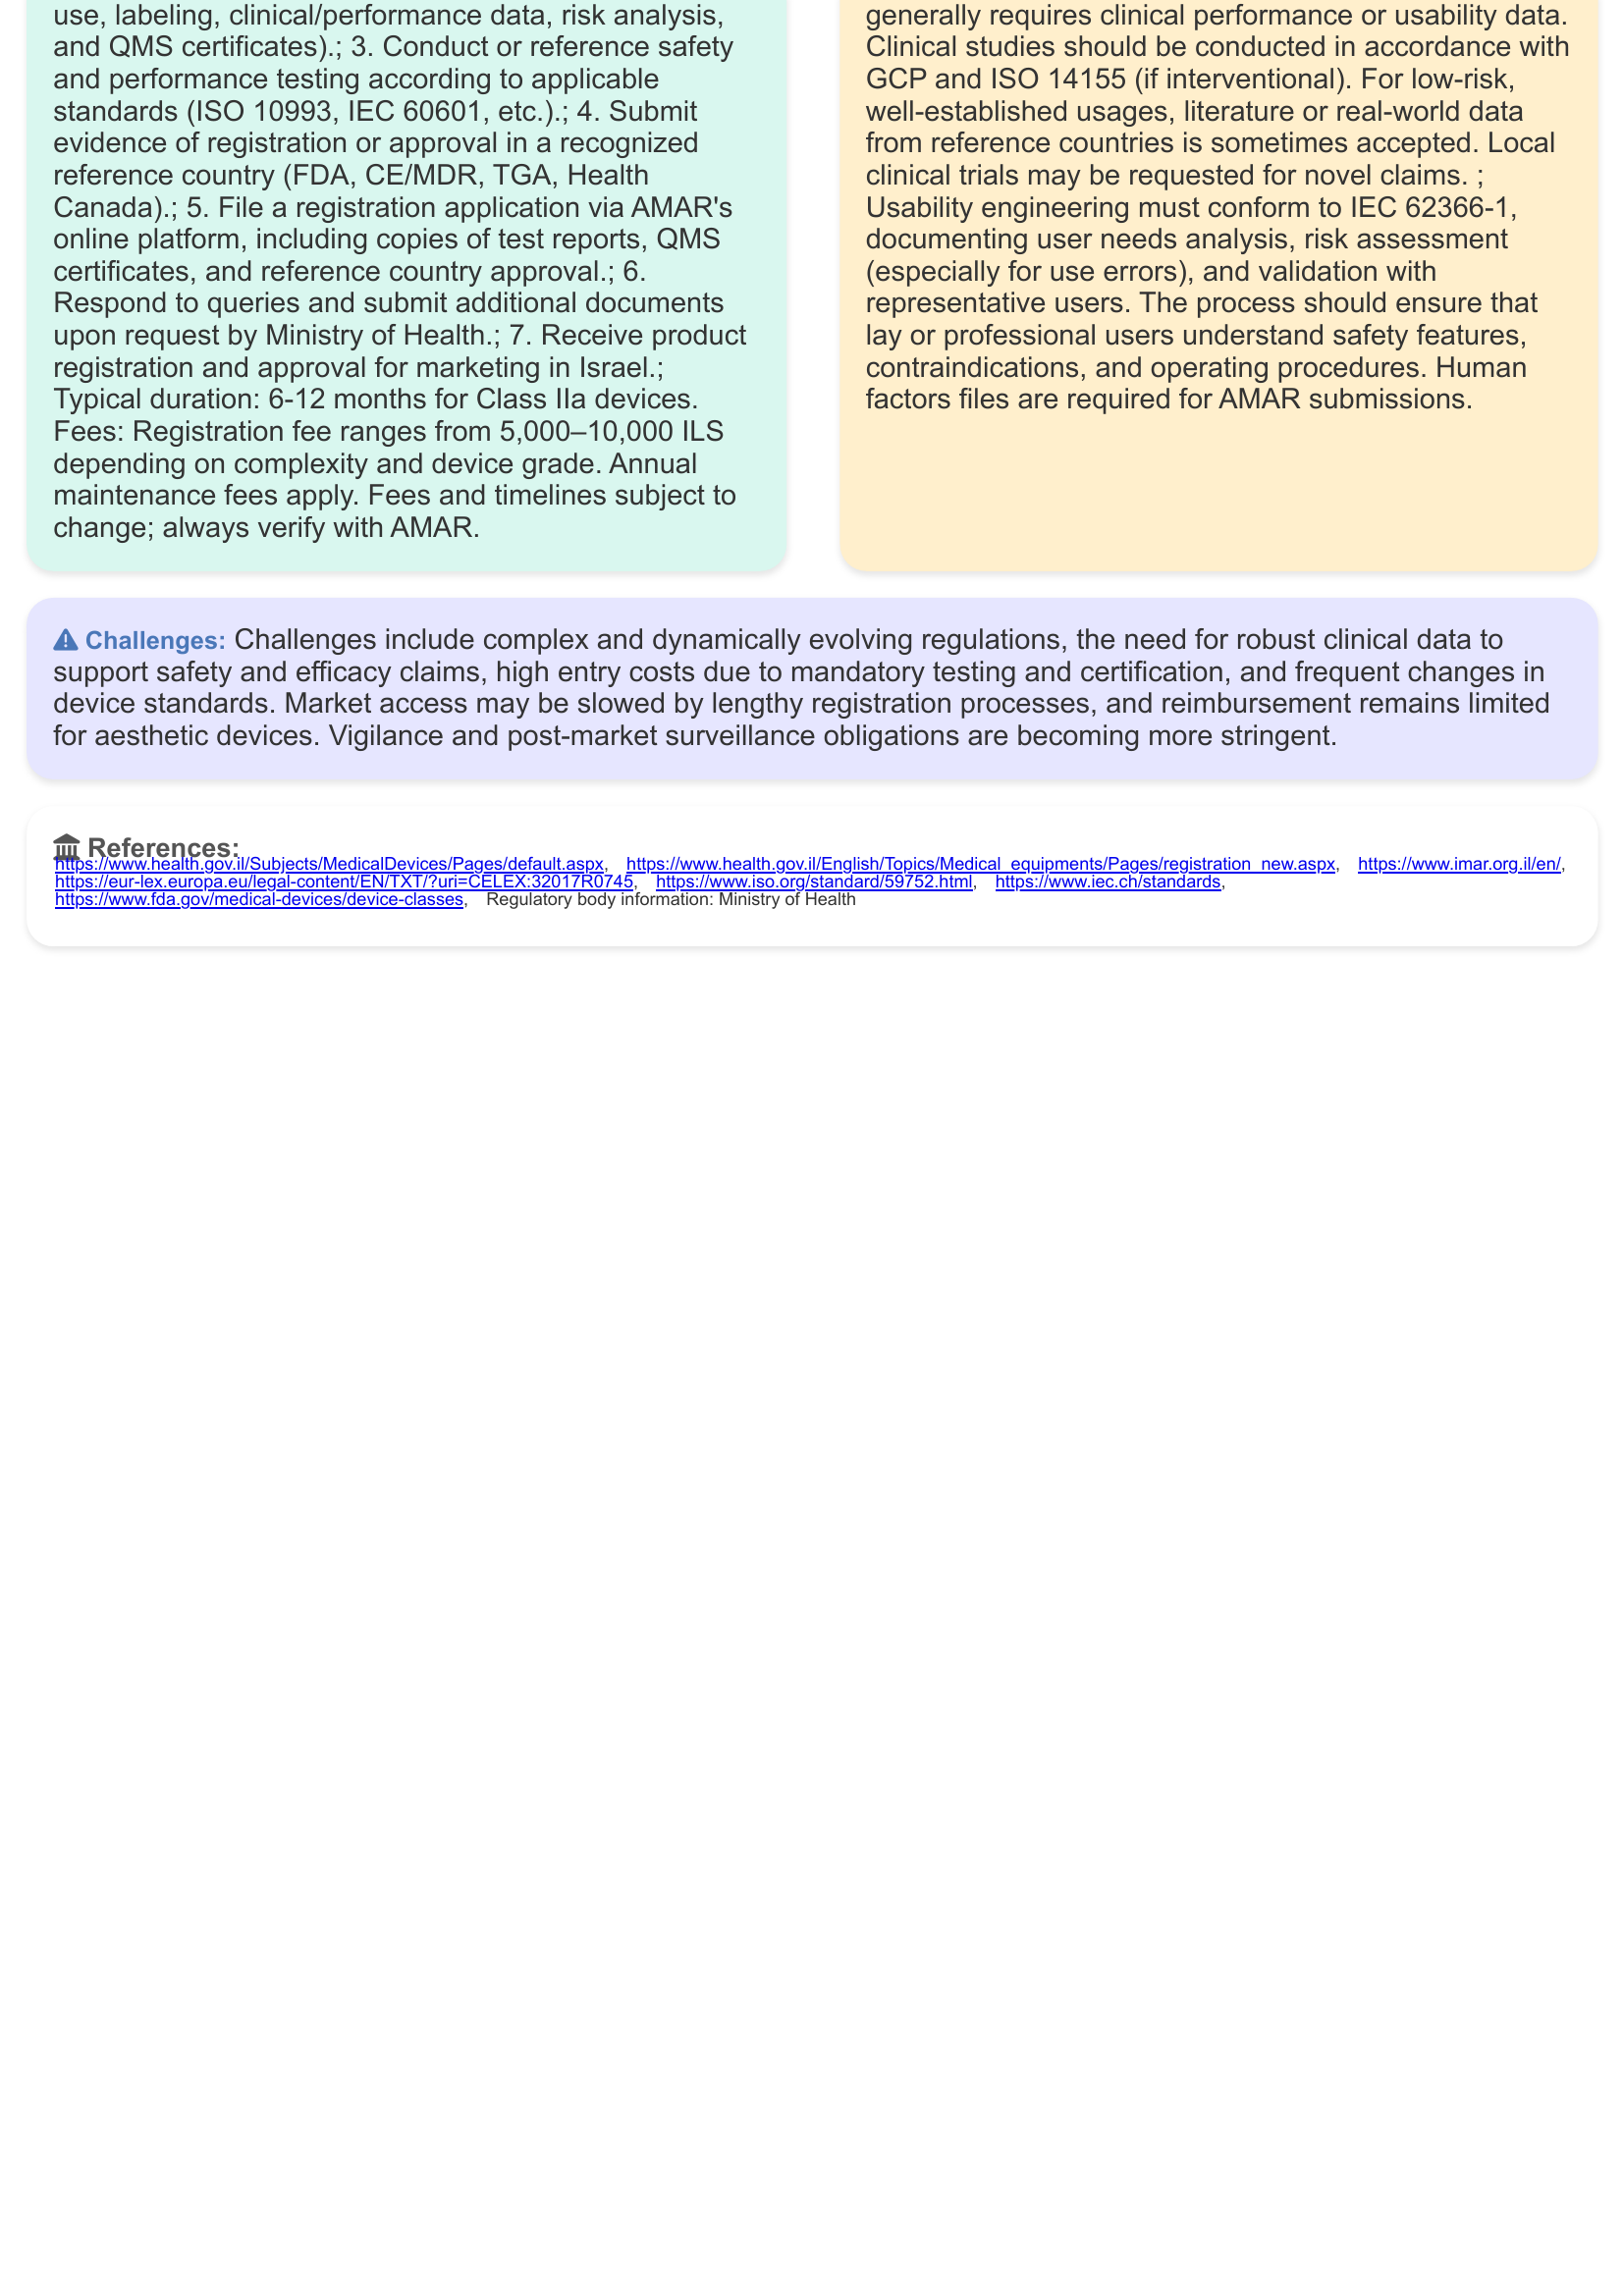 use, labeling, clinical/performance data, risk analysis,
and QMS certificates).; 3. Conduct or reference safety
and performance testing according to applicable
standards (ISO 10993, IEC 60601, etc.).; 4. Submit
evidence of registration or approval in a recognized
reference country (FDA, CE/MDR, TGA, Health
Canada).; 5. File a registration application via AMAR's
online platform, including copies of test reports, QMS
certificates, and reference country approval.; 6.
Respond to queries and submit additional documents
upon request by Ministry of Health.; 7. Receive product
registration and approval for marketing in Israel.;
Typical duration: 6-12 months for Class IIa devices.
Fees: Registration fee ranges from 5,000–10,000 ILS
depending on complexity and device grade. Annual
maintenance fees apply. Fees and timelines subject to
change; always verify with AMAR.
generally requires clinical performance or usability data.
Clinical studies should be conducted in accordance with
GCP and ISO 14155 (if interventional). For low-risk,
well-established usages, literature or real-world data
from reference countries is sometimes accepted. Local
clinical trials may be requested for novel claims. ;
Usability engineering must conform to IEC 62366-1,
documenting user needs analysis, risk assessment
(especially for use errors), and validation with
representative users. The process should ensure that
lay or professional users understand safety features,
contraindications, and operating procedures. Human
factors files are required for AMAR submissions.
Challenges: Challenges include complex and dynamically evolving regulations, the need for robust clinical data to
support safety and efficacy claims, high entry costs due to mandatory testing and certification, and frequent changes in
device standards. Market access may be slowed by lengthy registration processes, and reimbursement remains limited
for aesthetic devices. Vigilance and post-market surveillance obligations are becoming more stringent.
References:
https://www.health.gov.il/Subjects/MedicalDevices/Pages/default.aspx, https://www.health.gov.il/English/Topics/Medical_equipments/Pages/registration_new.aspx, https://www.imar.org.il/en/,
https://eur-lex.europa.eu/legal-content/EN/TXT/?uri=CELEX:32017R0745, https://www.iso.org/standard/59752.html, https://www.iec.ch/standards,
https://www.fda.gov/medical-devices/device-classes, Regulatory body information: Ministry of Health